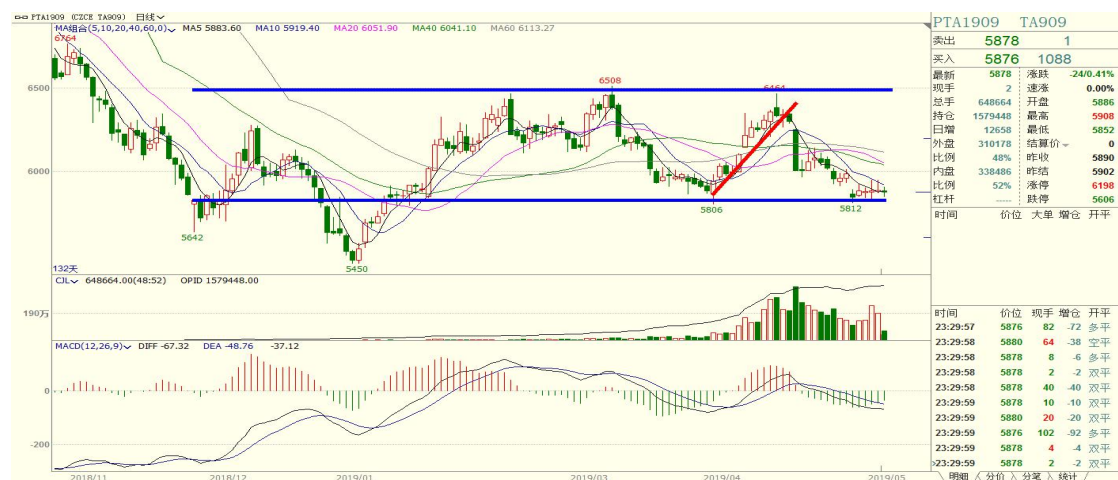 PTA1909 (CZCE TA909) 日线
MA组合(5,10,20,40,60,0) MA5 5883.60 MA10 5919.40 MA20 6051.90 MA40 6041.10 MA60 6113.27
6764
6508
6464
6500
6000
5806
5812
5642
5450
132天
CJL 648664.00(48:52) OPID 1579448.00
190万
MACD(12,26,9) DIFF -67.32 DEA -48.76 -37.12
0
-200
2018/11 2018/12 2019/01 2019/03 2019/04 2019/05
PTA1909 TA909
卖出 5878 1
买入 5876 1088
最新 5878 涨跌 -24/0.41%
现手 2 速涨 0.00%
总手 648664 开盘 5886
持仓 1579448 最高 5908
日增 12658 最低 5852
外盘 310178 结算价 0
比例 48% 昨收 5890
内盘 338486 昨结 5902
比例 52% 涨停 6198
杠杆 ----- 跌停 5606
时间 价位 大单 增仓 开平
时间 价位 现手 增仓 开平
23:29:57 5876 82 -72 多平
23:29:58 5880 64 -38 空平
23:29:58 5878 8 -6 多平
23:29:58 5878 2 -2 双平
23:29:58 5878 40 -40 双平
23:29:59 5878 10 -10 双平
23:29:59 5880 20 -20 双平
23:29:59 5876 102 -92 多平
23:29:59 5878 4 -4 双平
23:29:59 5878 2 -2 双平
明细 分价 分笔 统计